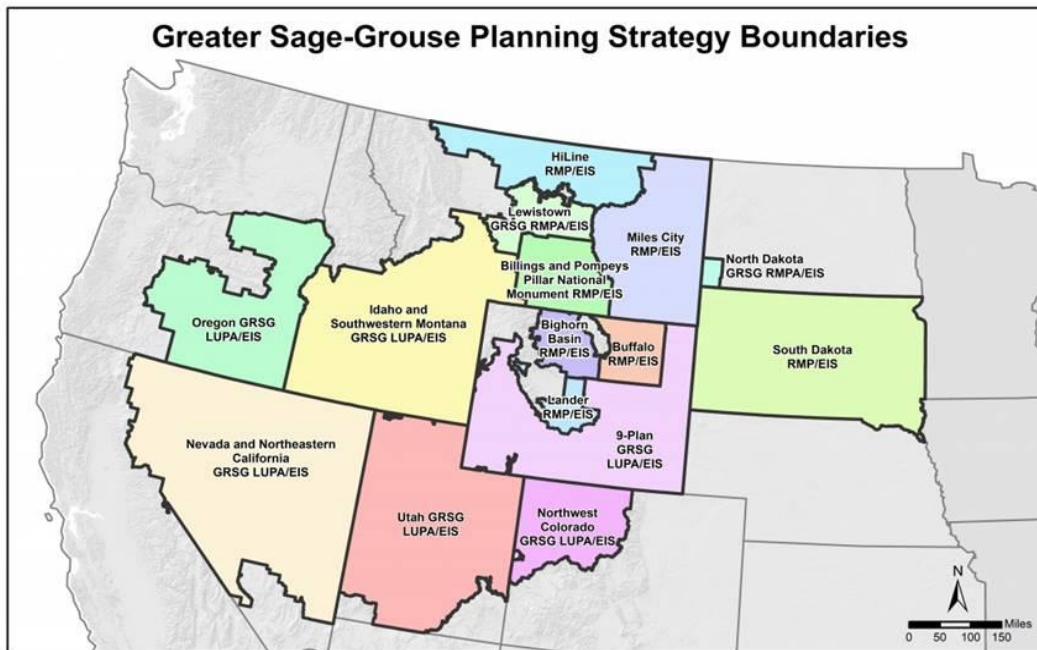 Greater Sage-Grouse Planning Strategy Boundaries
HiLine
RMP/EIS
Lewistown
GRSG RMPA/EIS
Miles City
RMP/EIS
North Dakota
GRSG RMPA/EIS
Billings and Pompeys
Pillar National
Monument RMP/EIS
Oregon GRSG
LUPA/EIS
Idaho and
Southwestern Montana
GRSG LUPA/EIS
Bighorn
Basin
RMP/EIS
Buffalo
RMP/EIS
South Dakota
RMP/EIS
Lander
RMP/EIS
9-Plan
GRSG
LUPA/EIS
Nevada and Northeastern
California
GRSG LUPA/EIS
Utah GRSG
LUPA/EIS
Northwest
Colorado
GRSG LUPA/EIS
N
Miles
0 50 100 150